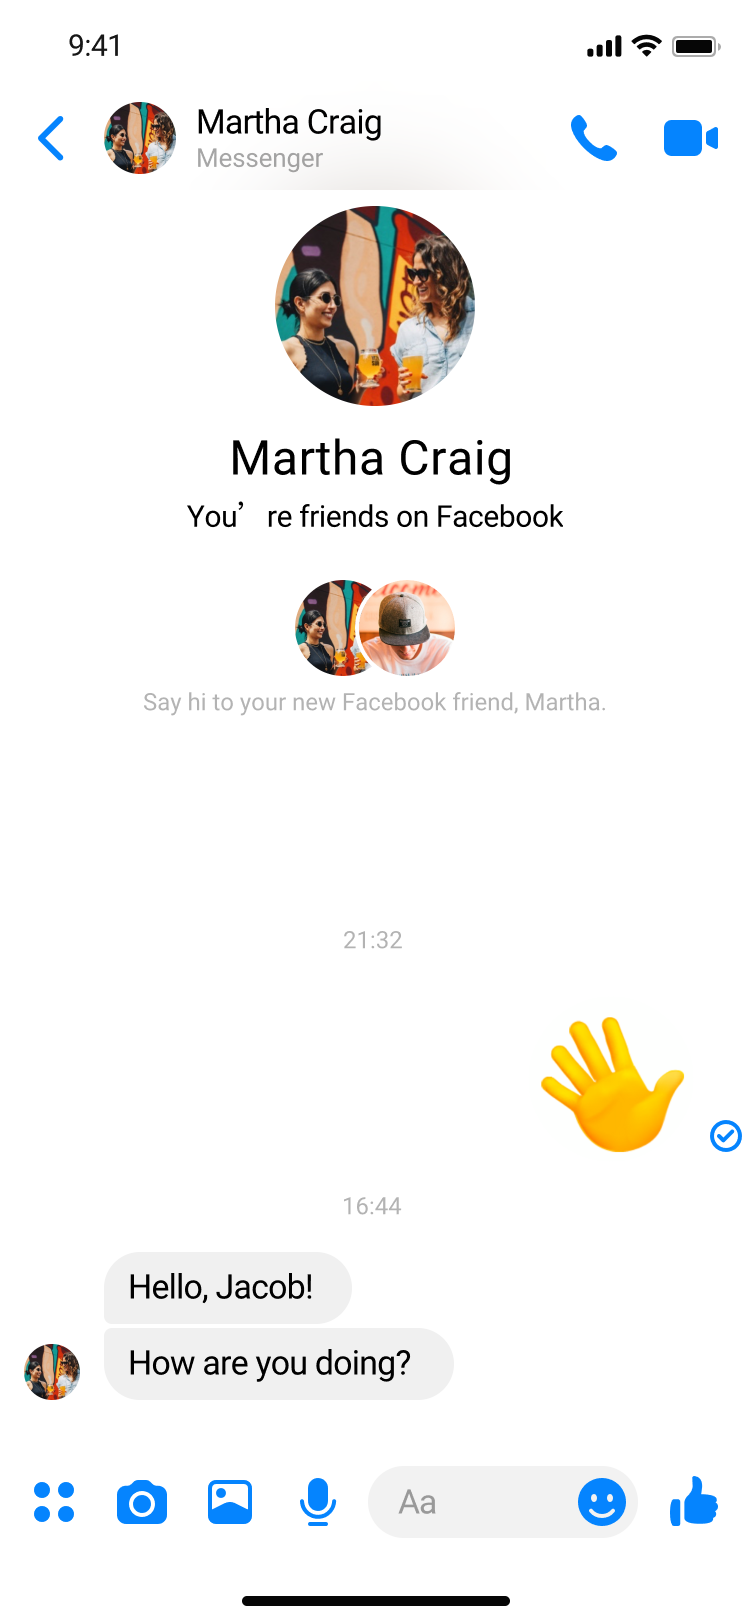 9:41
Martha Craig
Messenger
Martha Craig
You’re friends on Facebook
Say hi to your new Facebook friend, Martha.
21:32
16:44
Hello, Jacob!
How are you doing?
Aa